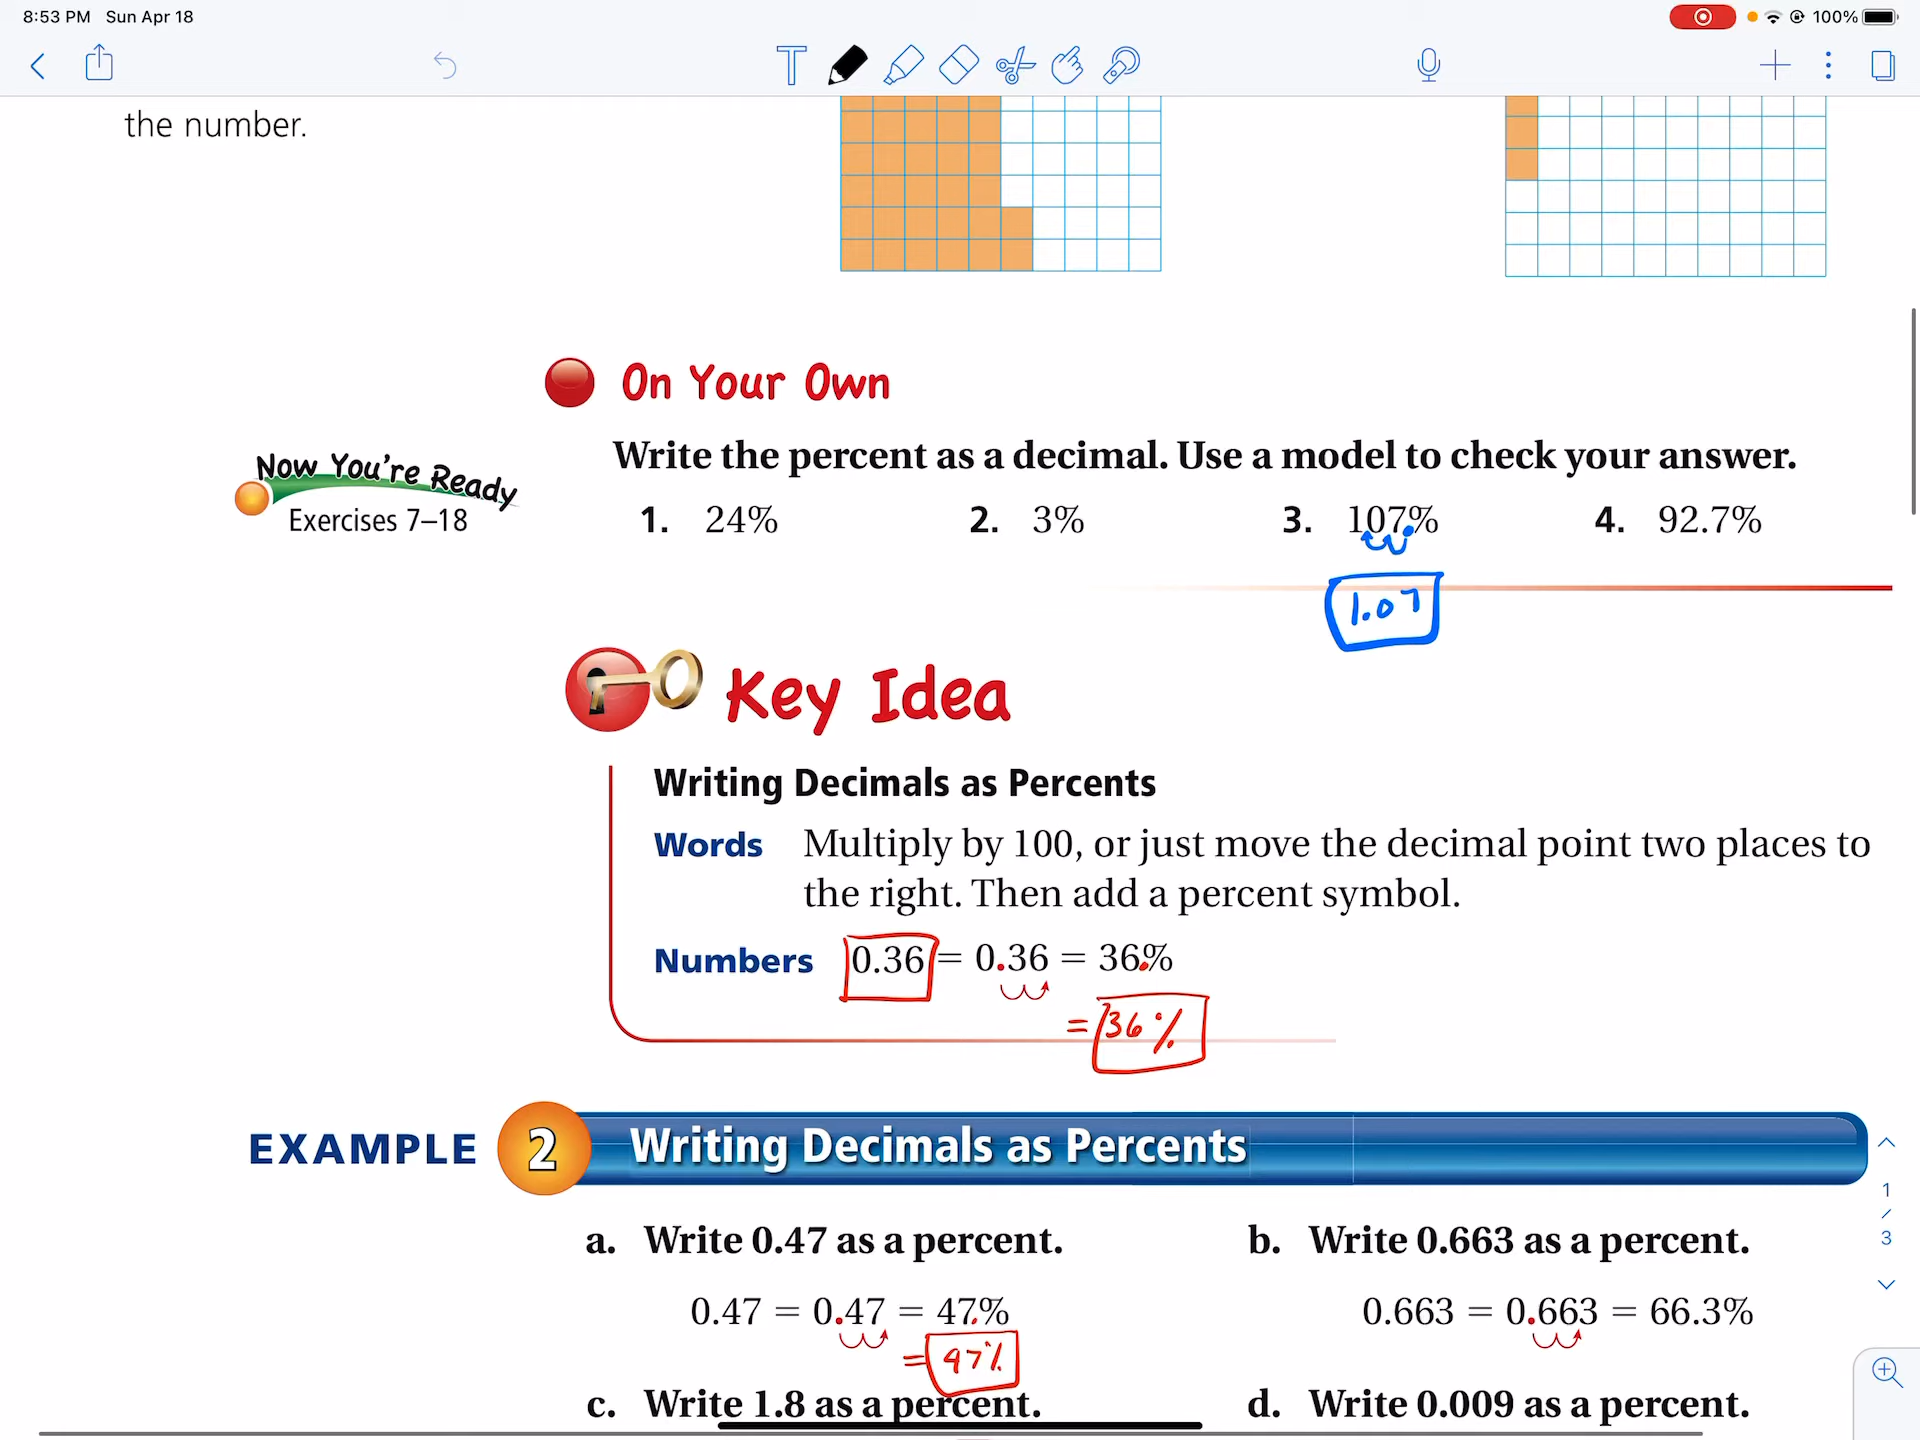 8:53 PM Sun Apr 18
100%
T
the number.
On Your Own
Now You're Ready
Exercises 7–18
Write the percent as a decimal. Use a model to check your answer.
1. 24% 2. 3% 3. 107% 4. 92.7%
1.07
Key Idea
Writing Decimals as Percents
Words Multiply by 100, or just move the decimal point two places to
the right. Then add a percent symbol.
Numbers 0.36 = 0.36 = 36.%
= 36%
EXAMPLE 2 Writing Decimals as Percents
1
/
3
a. Write 0.47 as a percent. b. Write 0.663 as a percent.
0.47 = 0.47 = 47.% 0.663 = 0.663 = 66.3%
= 47%
c. Write 1.8 as a percent. d. Write 0.009 as a percent.